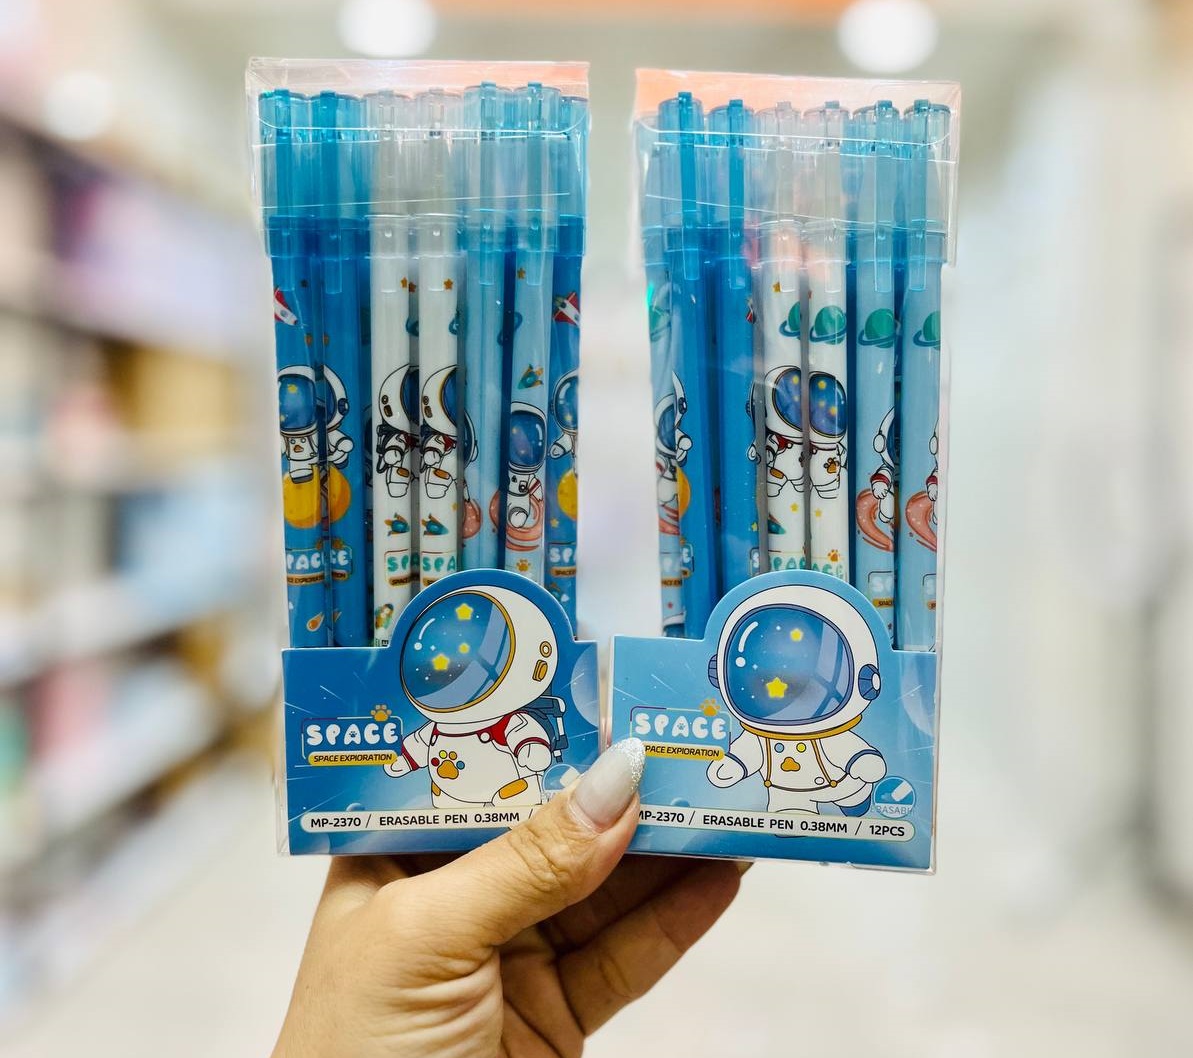 SPACE
SPACE EXPIORATION
MP-2370 / ERASABLE PEN 0.38MM /
SPACE
SPACE EXPIORATION
MP-2370 / ERASABLE PEN 0.38MM / 12PCS